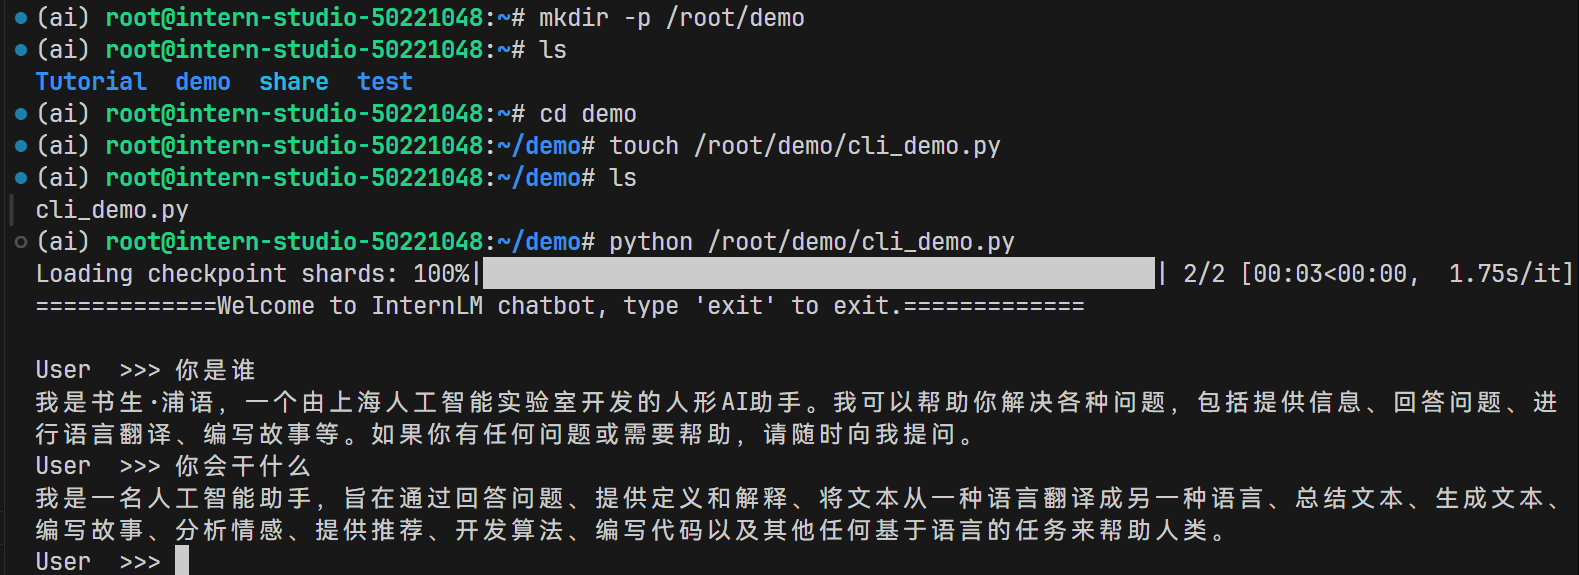 (ai) root@intern-studio-50221048:~# mkdir -p /root/demo
(ai) root@intern-studio-50221048:~# ls
Tutorial  demo  share  test
(ai) root@intern-studio-50221048:~# cd demo
(ai) root@intern-studio-50221048:~/demo# touch /root/demo/cli_demo.py
(ai) root@intern-studio-50221048:~/demo# ls
cli_demo.py
(ai) root@intern-studio-50221048:~/demo# python /root/demo/cli_demo.py
Loading checkpoint shards: 100%|██████████| 2/2 [00:03<00:00,  1.75s/it]
=============Welcome to InternLM chatbot, type 'exit' to exit.=============
User  >>> 你是谁
我是书生·浦语，一个由上海人工智能实验室开发的人形AI助手。我可以帮助你解决各种问题，包括提供信息、回答问题、进
行语言翻译、编写故事等。如果你有任何问题或需要帮助，请随时向我提问。
User  >>> 你会干什么
我是一名人工智能助手，旨在通过回答问题、提供定义和解释、将文本从一种语言翻译成另一种语言、总结文本、生成文本、
编写故事、分析情感、提供推荐、开发算法、编写代码以及其他任何基于语言的任务来帮助人类。
User  >>>